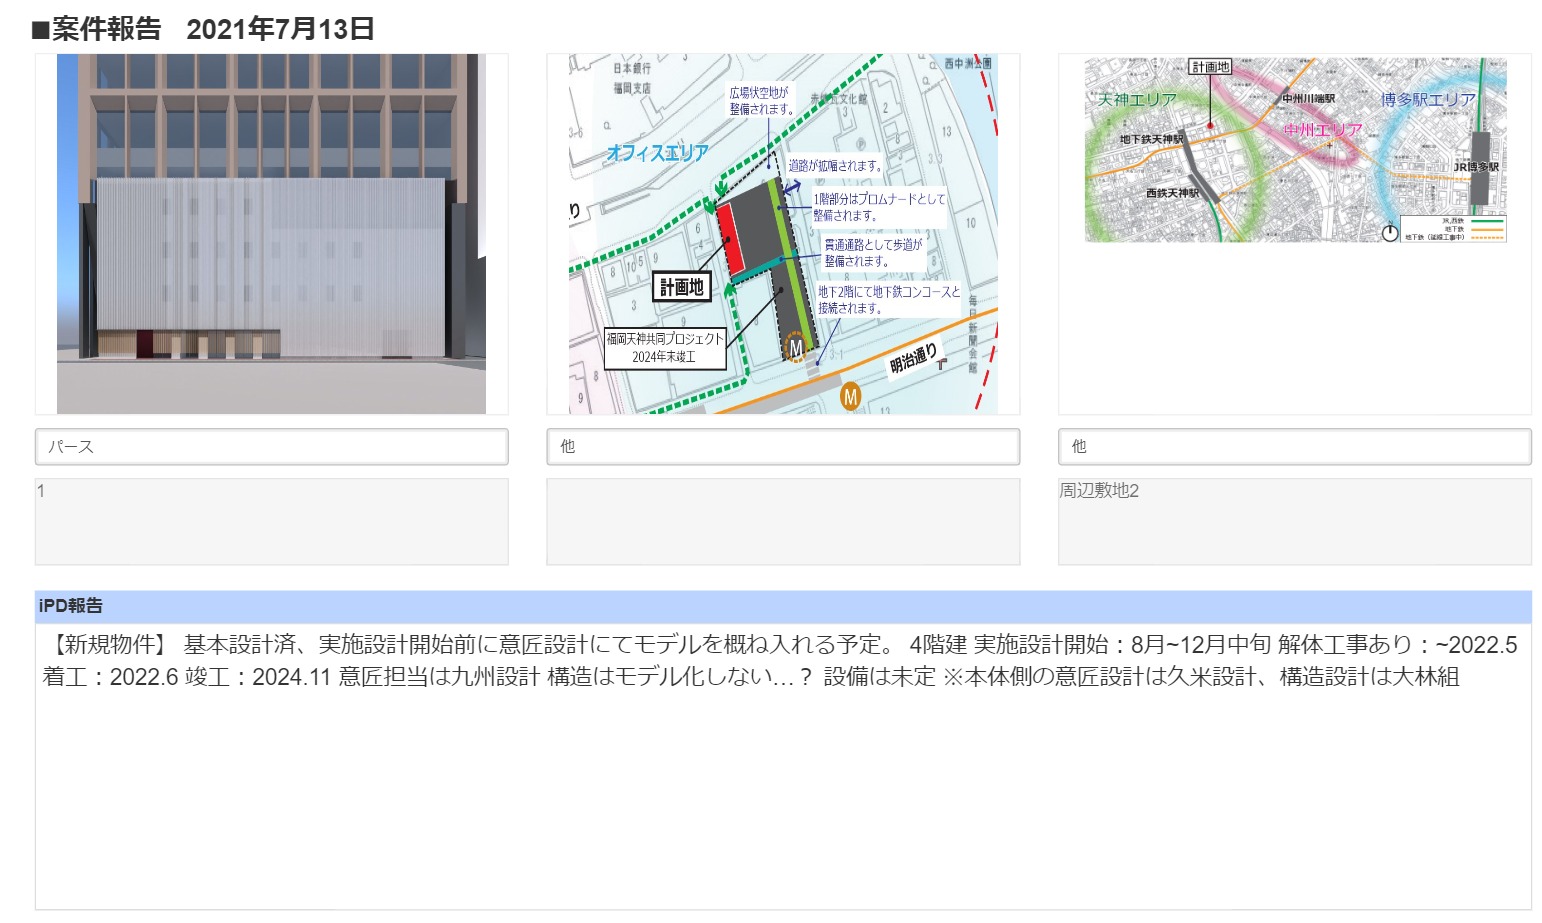 ■案件報告　2021年7月13日
日本銀行
福岡支店
西中洲公園
広場状空地が
整備されます。
オフィスエリア
道路が拡幅されます。
1階部分はプロムナードとして
整備されます。
貫通通路として歩道が
整備されます。
計画地
地下2階にて地下鉄コンコースと
接続されます。
福岡天神共同プロジェクト
2024年末竣工
毎日新聞会館
明治通り
M
M
計画地
天神エリア
中州川端駅
博多駅エリア
地下鉄天神駅
中州エリア
JR博多駅
西鉄天神駅
JR,西鉄
地下鉄
地下鉄（延線工事中）
パース
他
他
1
周辺敷地2
iPD報告
【新規物件】 基本設計済、実施設計開始前に意匠設計にてモデルを概ね入れる予定。 4階建 実施設計開始：8月~12月中旬 解体工事あり：~2022.5
着工：2022.6 竣工：2024.11 意匠担当は九州設計 構造はモデル化しない…？ 設備は未定 ※本体側の意匠設計は久米設計、構造設計は大林組